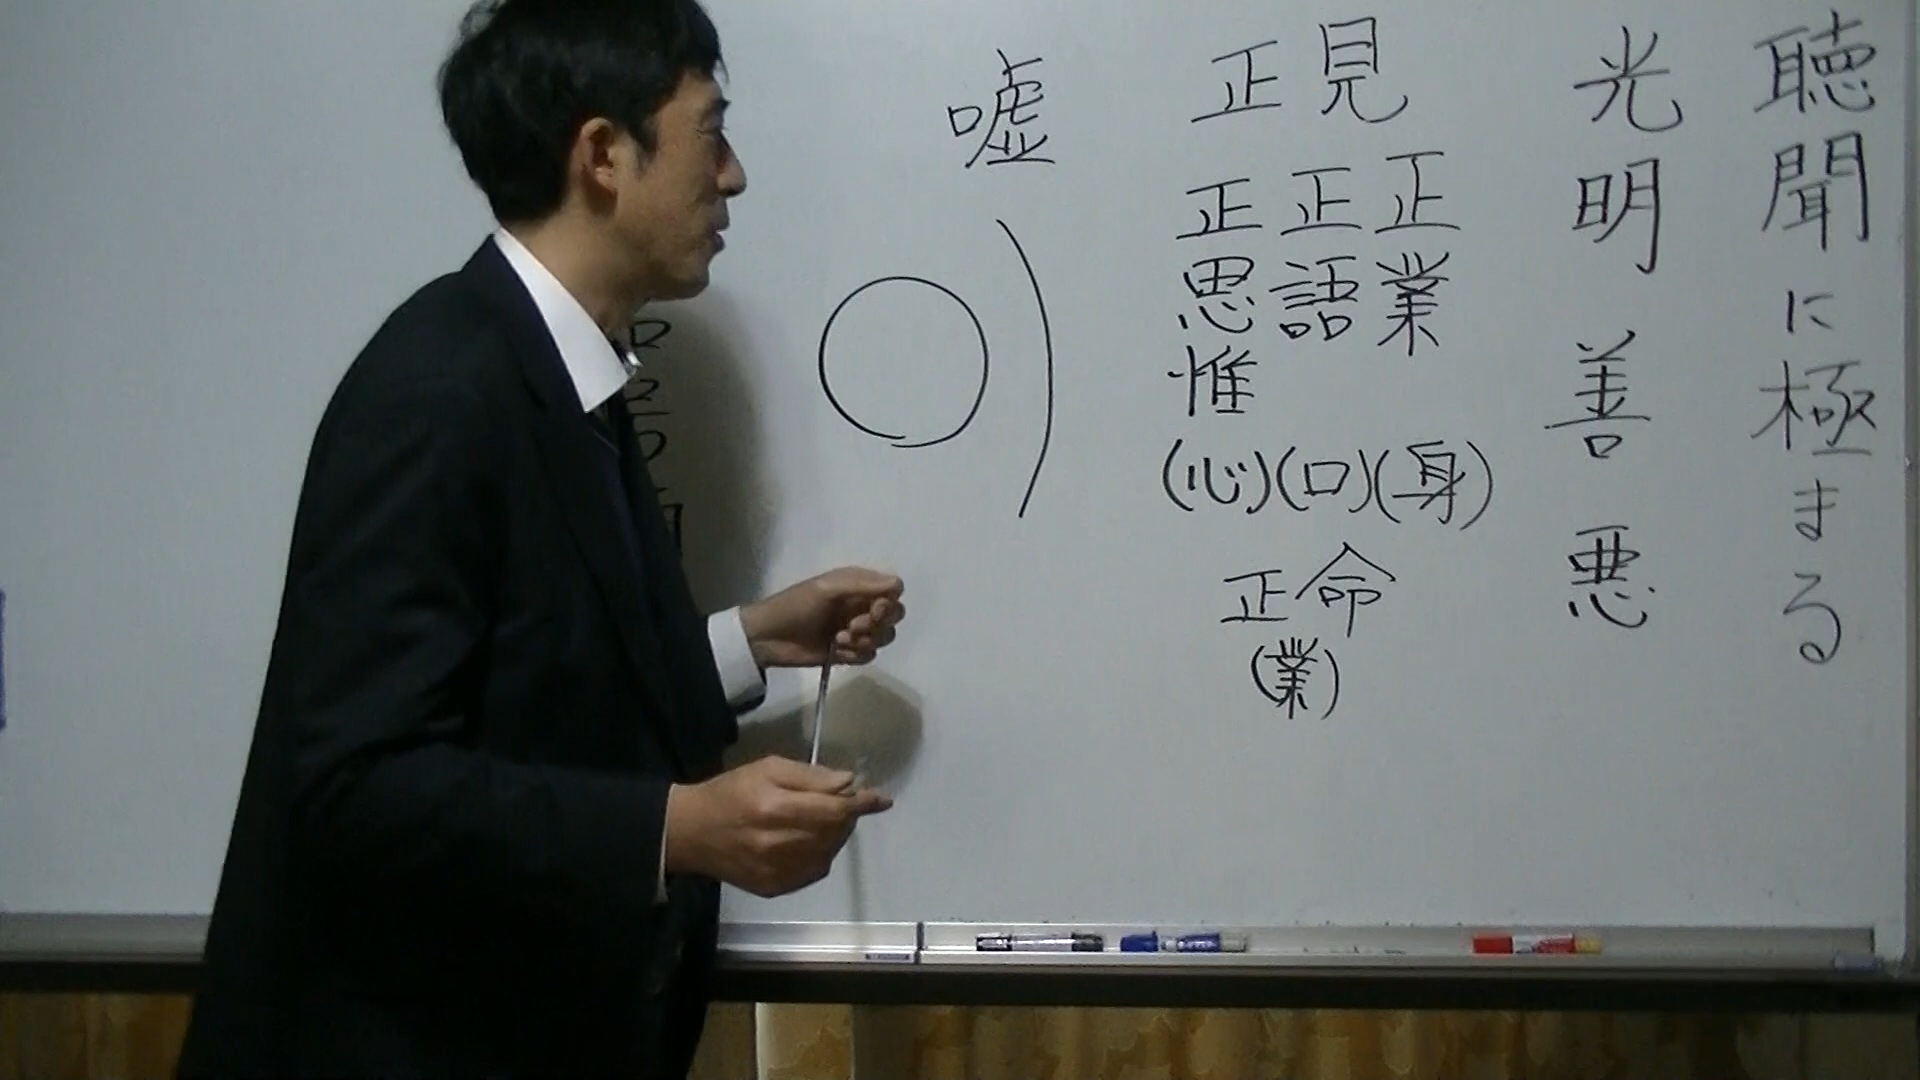 聴聞に極まる
光明 善 悪
正見
正業
正語
正思惟
(心)(口)(身)
正命
(業)
嘘